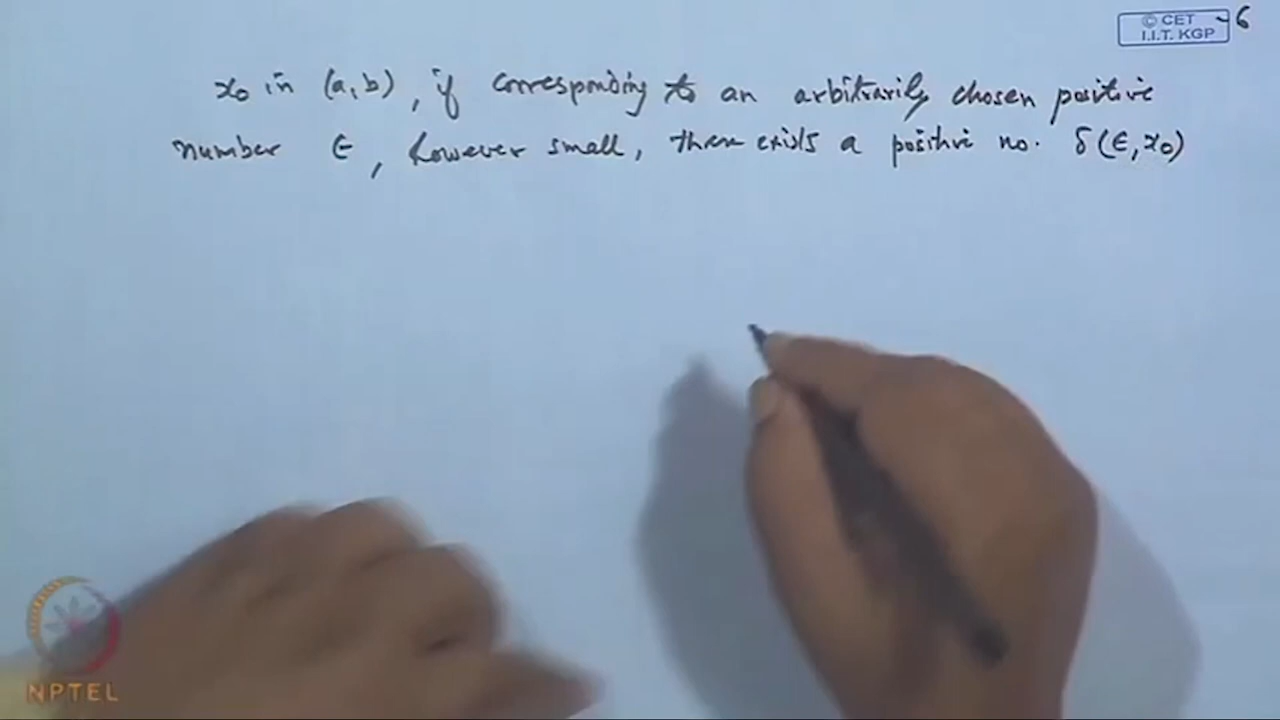 © CET
I.I.T. KGP
-6
x₀ in (a, b), if corresponding to an arbitrarily chosen positive
number ε, however small, there exists a positive no. δ(ε, x₀)
NPTEL